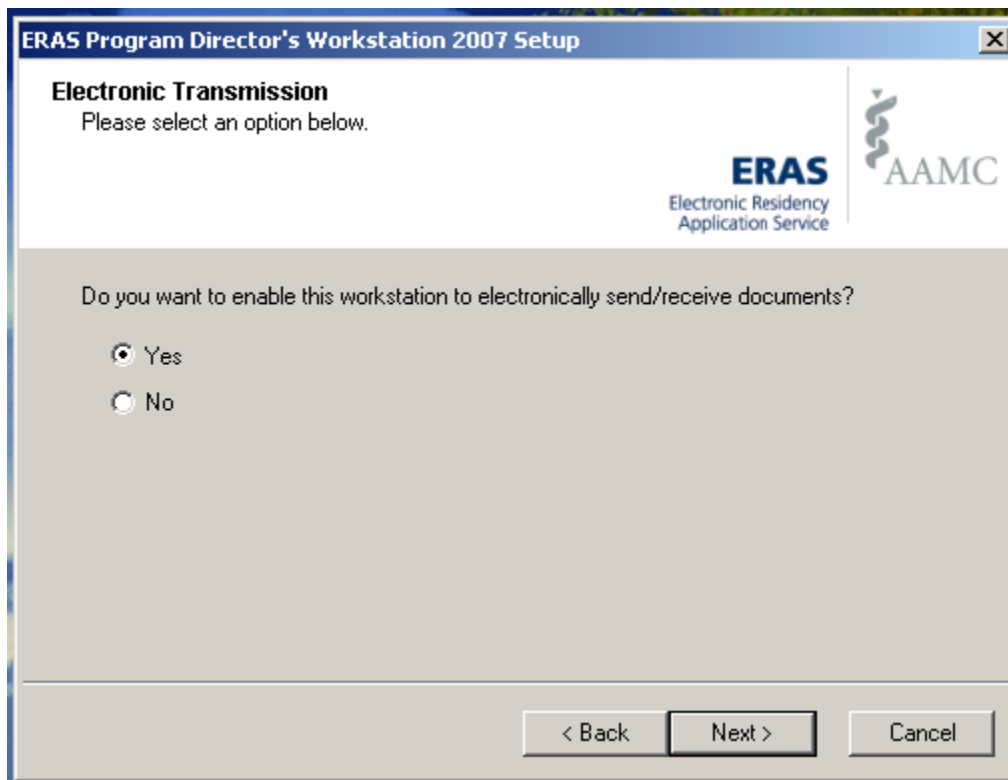 ERAS Program Director's Workstation 2007 Setup
Electronic Transmission
Please select an option below.
ERAS
Electronic Residency
Application Service
AAMC
Do you want to enable this workstation to electronically send/receive documents?
Yes
No
< Back
Next >
Cancel